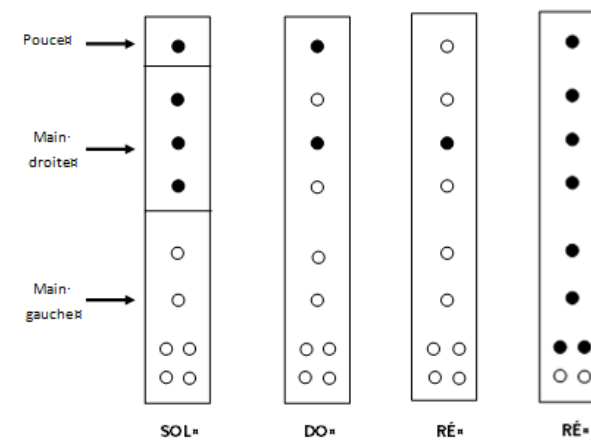 Pouce¤
Main·
droite¤
Main·
gauche¤
SOL¤
DO¤
RÉ¤
RÉ¤